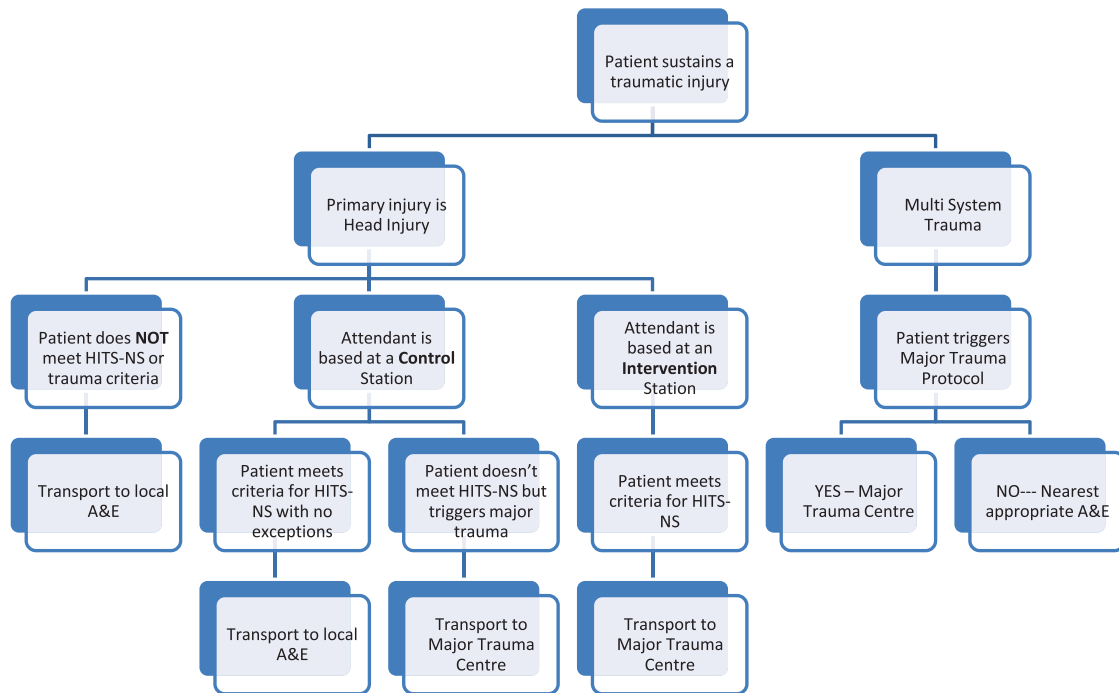 Patient sustains a
traumatic injury
Primary injury is
Head Injury
Multi System
Trauma
Patient does NOT
meet HITS-NS or
trauma criteria
Attendant is
based at a Control
Station
Attendant is
based at an
Intervention
Station
Patient triggers
Major Trauma
Protocol
Transport to local
A&E
Patient meets
criteria for HITS-
NS with no
exceptions
Patient doesn’t
meet HITS-NS but
triggers major
trauma
Patient meets
criteria for HITS-
NS
YES – Major
Trauma Centre
NO--- Nearest
appropriate A&E
Transport to local
A&E
Transport to
Major Trauma
Centre
Transport to
Major Trauma
Centre